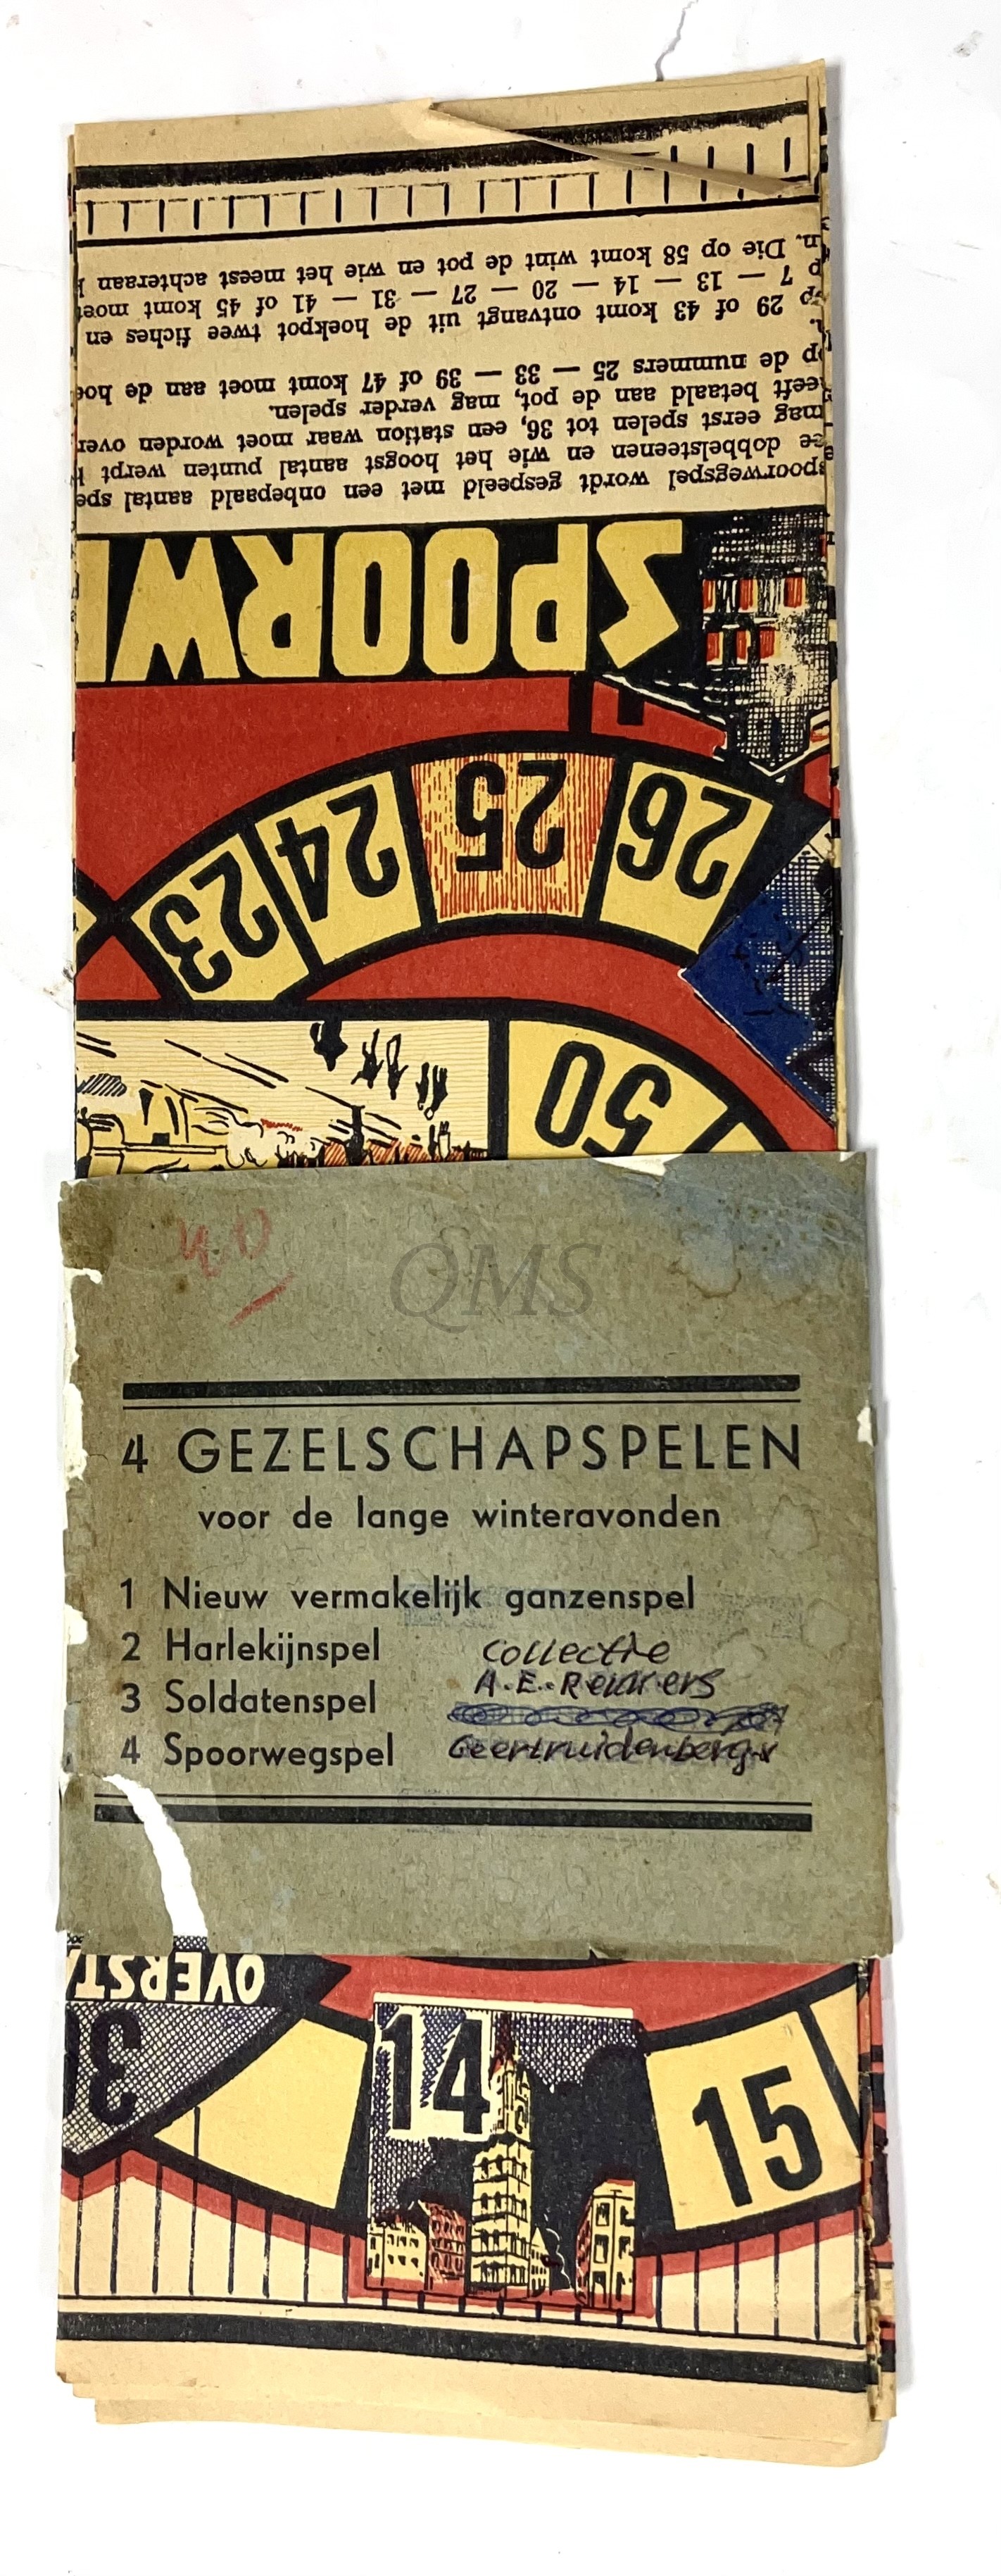 n. Die op 58 komt wint de pot en wie het meest achteraan
p 7 — 13 — 14 — 20 — 27 — 31 — 41 of 45 komt moet
29 of 43 komt ontvangt uit de hoekpot twee fiches en
op de nummers 25 — 33 — 39 of 47 komt moet aan de hoe
eeft betaald aan de pot, mag verder spelen.
mag eerst spelen tot 36, een station waar moet worden over
ee dobbelsteenen en wie het hoogst aantal punten werpt
spoorwegspel wordt gespeeld met een onbepaald aantal spe
SPOORW
23 24 25 26
50
QMS
4 GEZELSCHAPSPELEN
voor de lange winteravonden
1 Nieuw vermakelijk ganzenspel
2 Harlekijnspel
3 Soldatenspel
4 Spoorwegspel
Collectie
A.E.
Geertruidenberg
OVERSTA
3
14
15